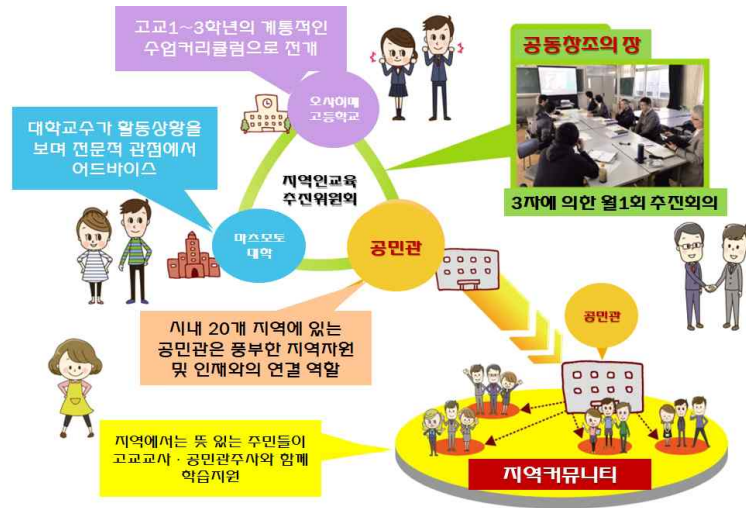 고교1~3학년의 계통적인
수업커리큘럼으로 전개
오사히메
고등학교
공동창조의 장
대학교수가 활동상황을
보며 전문적 관점에서
어드바이스
지역인교육
추진위원회
3자에 의한 월1회 추진회의
마츠모토
대학
공민관
시내 20개 지역에 있는
공민관은 풍부한 지역자원
및 인재와의 연결 역할
공민관
지역에서는 뜻 있는 주민들이
고교교사 · 공민관주사와 함께
학습지원
지역커뮤니티